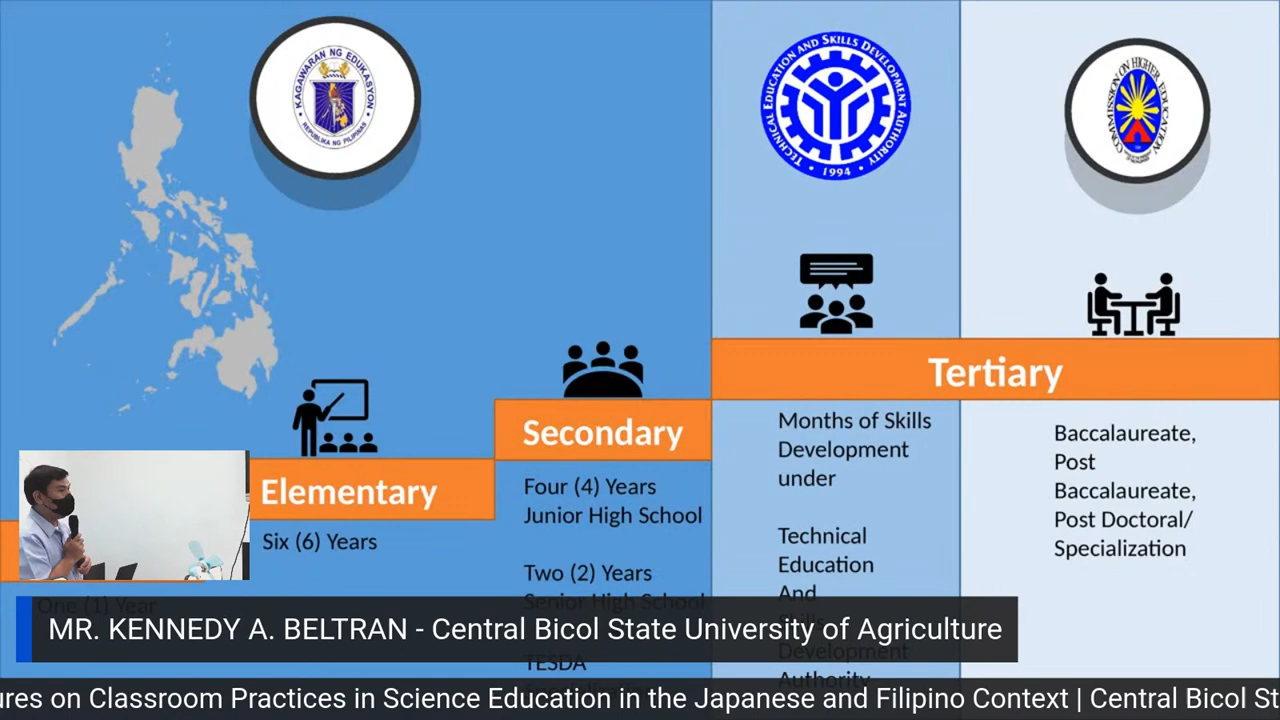 KAGAWARAN NG EDUKASYON
REPUBLIKA NG PILIPINAS
TECHNICAL EDUCATION AND SKILLS DEVELOPMENT AUTHORITY
1994
COMMISSION ON HIGHER EDUCATION
Tertiary
Secondary
Elementary
Months of Skills
Development
under
Technical
Education
And
Skills
Development
Authority
Baccalaureate,
Post
Baccalaureate,
Post Doctoral/
Specialization
Four (4) Years
Junior High School
Two (2) Years
Senior High School
TESDA
Six (6) Years
One (1) Year
MR. KENNEDY A. BELTRAN - Central Bicol State University of Agriculture
ures on Classroom Practices in Science Education in the Japanese and Filipino Context | Central Bicol St